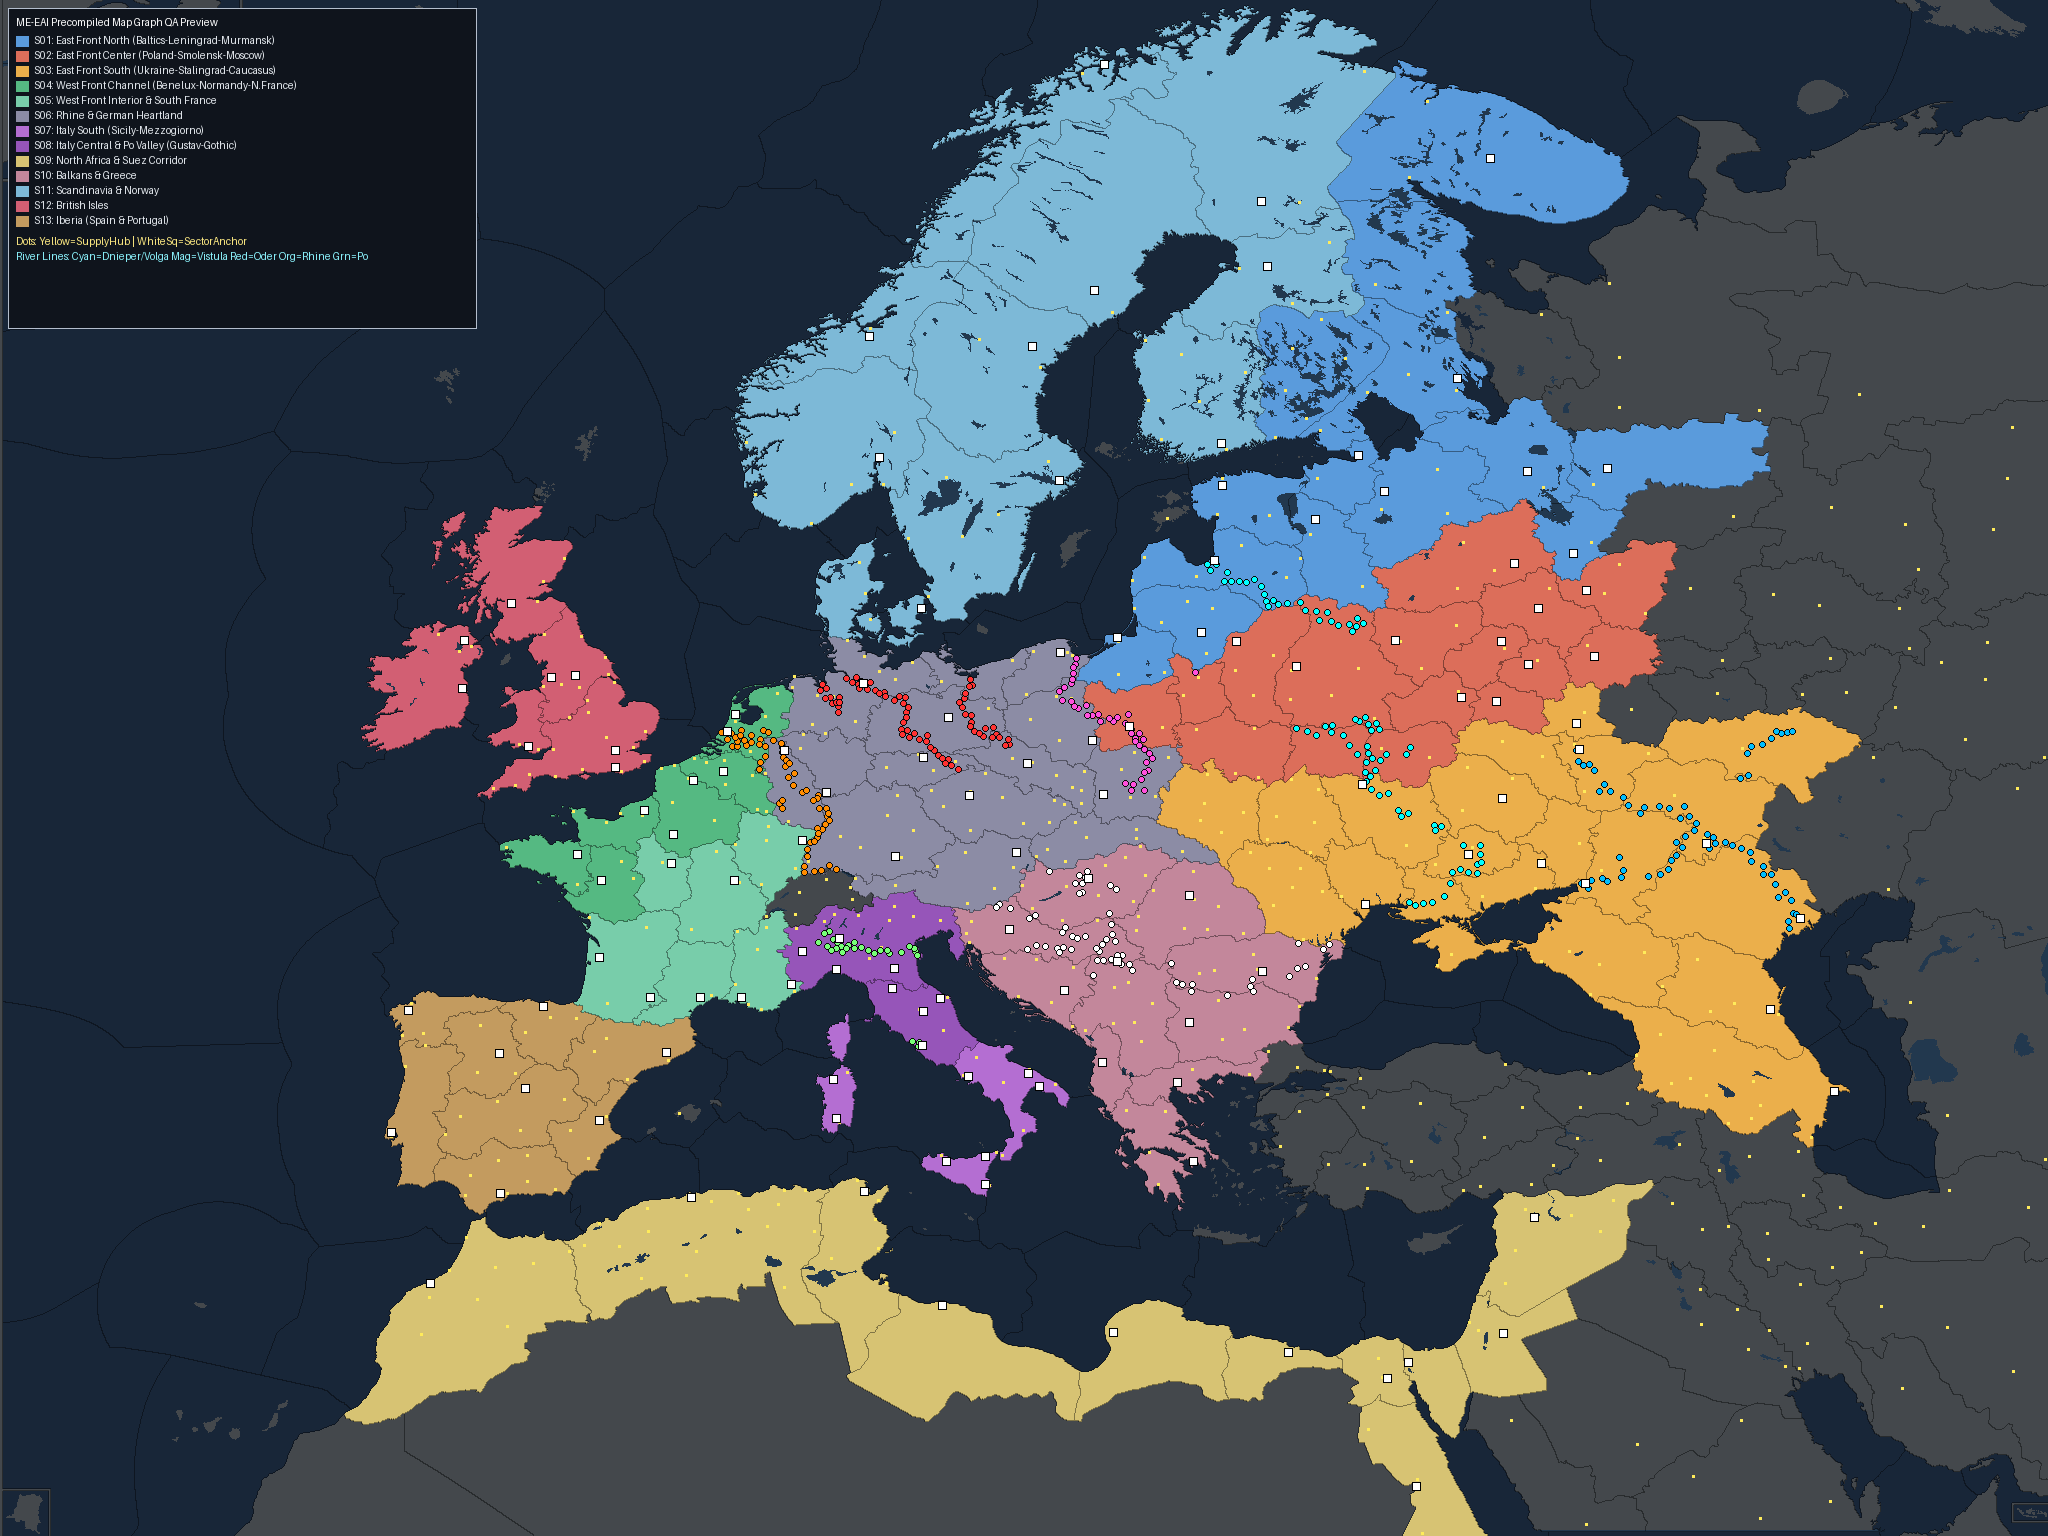 ME-EAI Precompiled Map Graph QA Preview
S01: East Front North (Baltics-Leningrad-Murmansk)
S02: East Front Center (Poland-Smolensk-Moscow)
S03: East Front South (Ukraine-Stalingrad-Caucasus)
S04: West Front Channel (Benelux-Normandy-N.France)
S05: West Front Interior & South France
S06: Rhine & German Heartland
S07: Italy South (Sicily-Mezzogiorno)
S08: Italy Central & Po Valley (Gustav-Gothic)
S09: North Africa & Suez Corridor
S10: Balkans & Greece
S11: Scandinavia & Norway
S12: British Isles
S13: Iberia (Spain & Portugal)
Dots: Yellow=SupplyHub | WhiteSq=SectorAnchor
River Lines: Cyan=Dnieper/Volga Mag=Vistula Red=Oder Org=Rhine Grn=Po